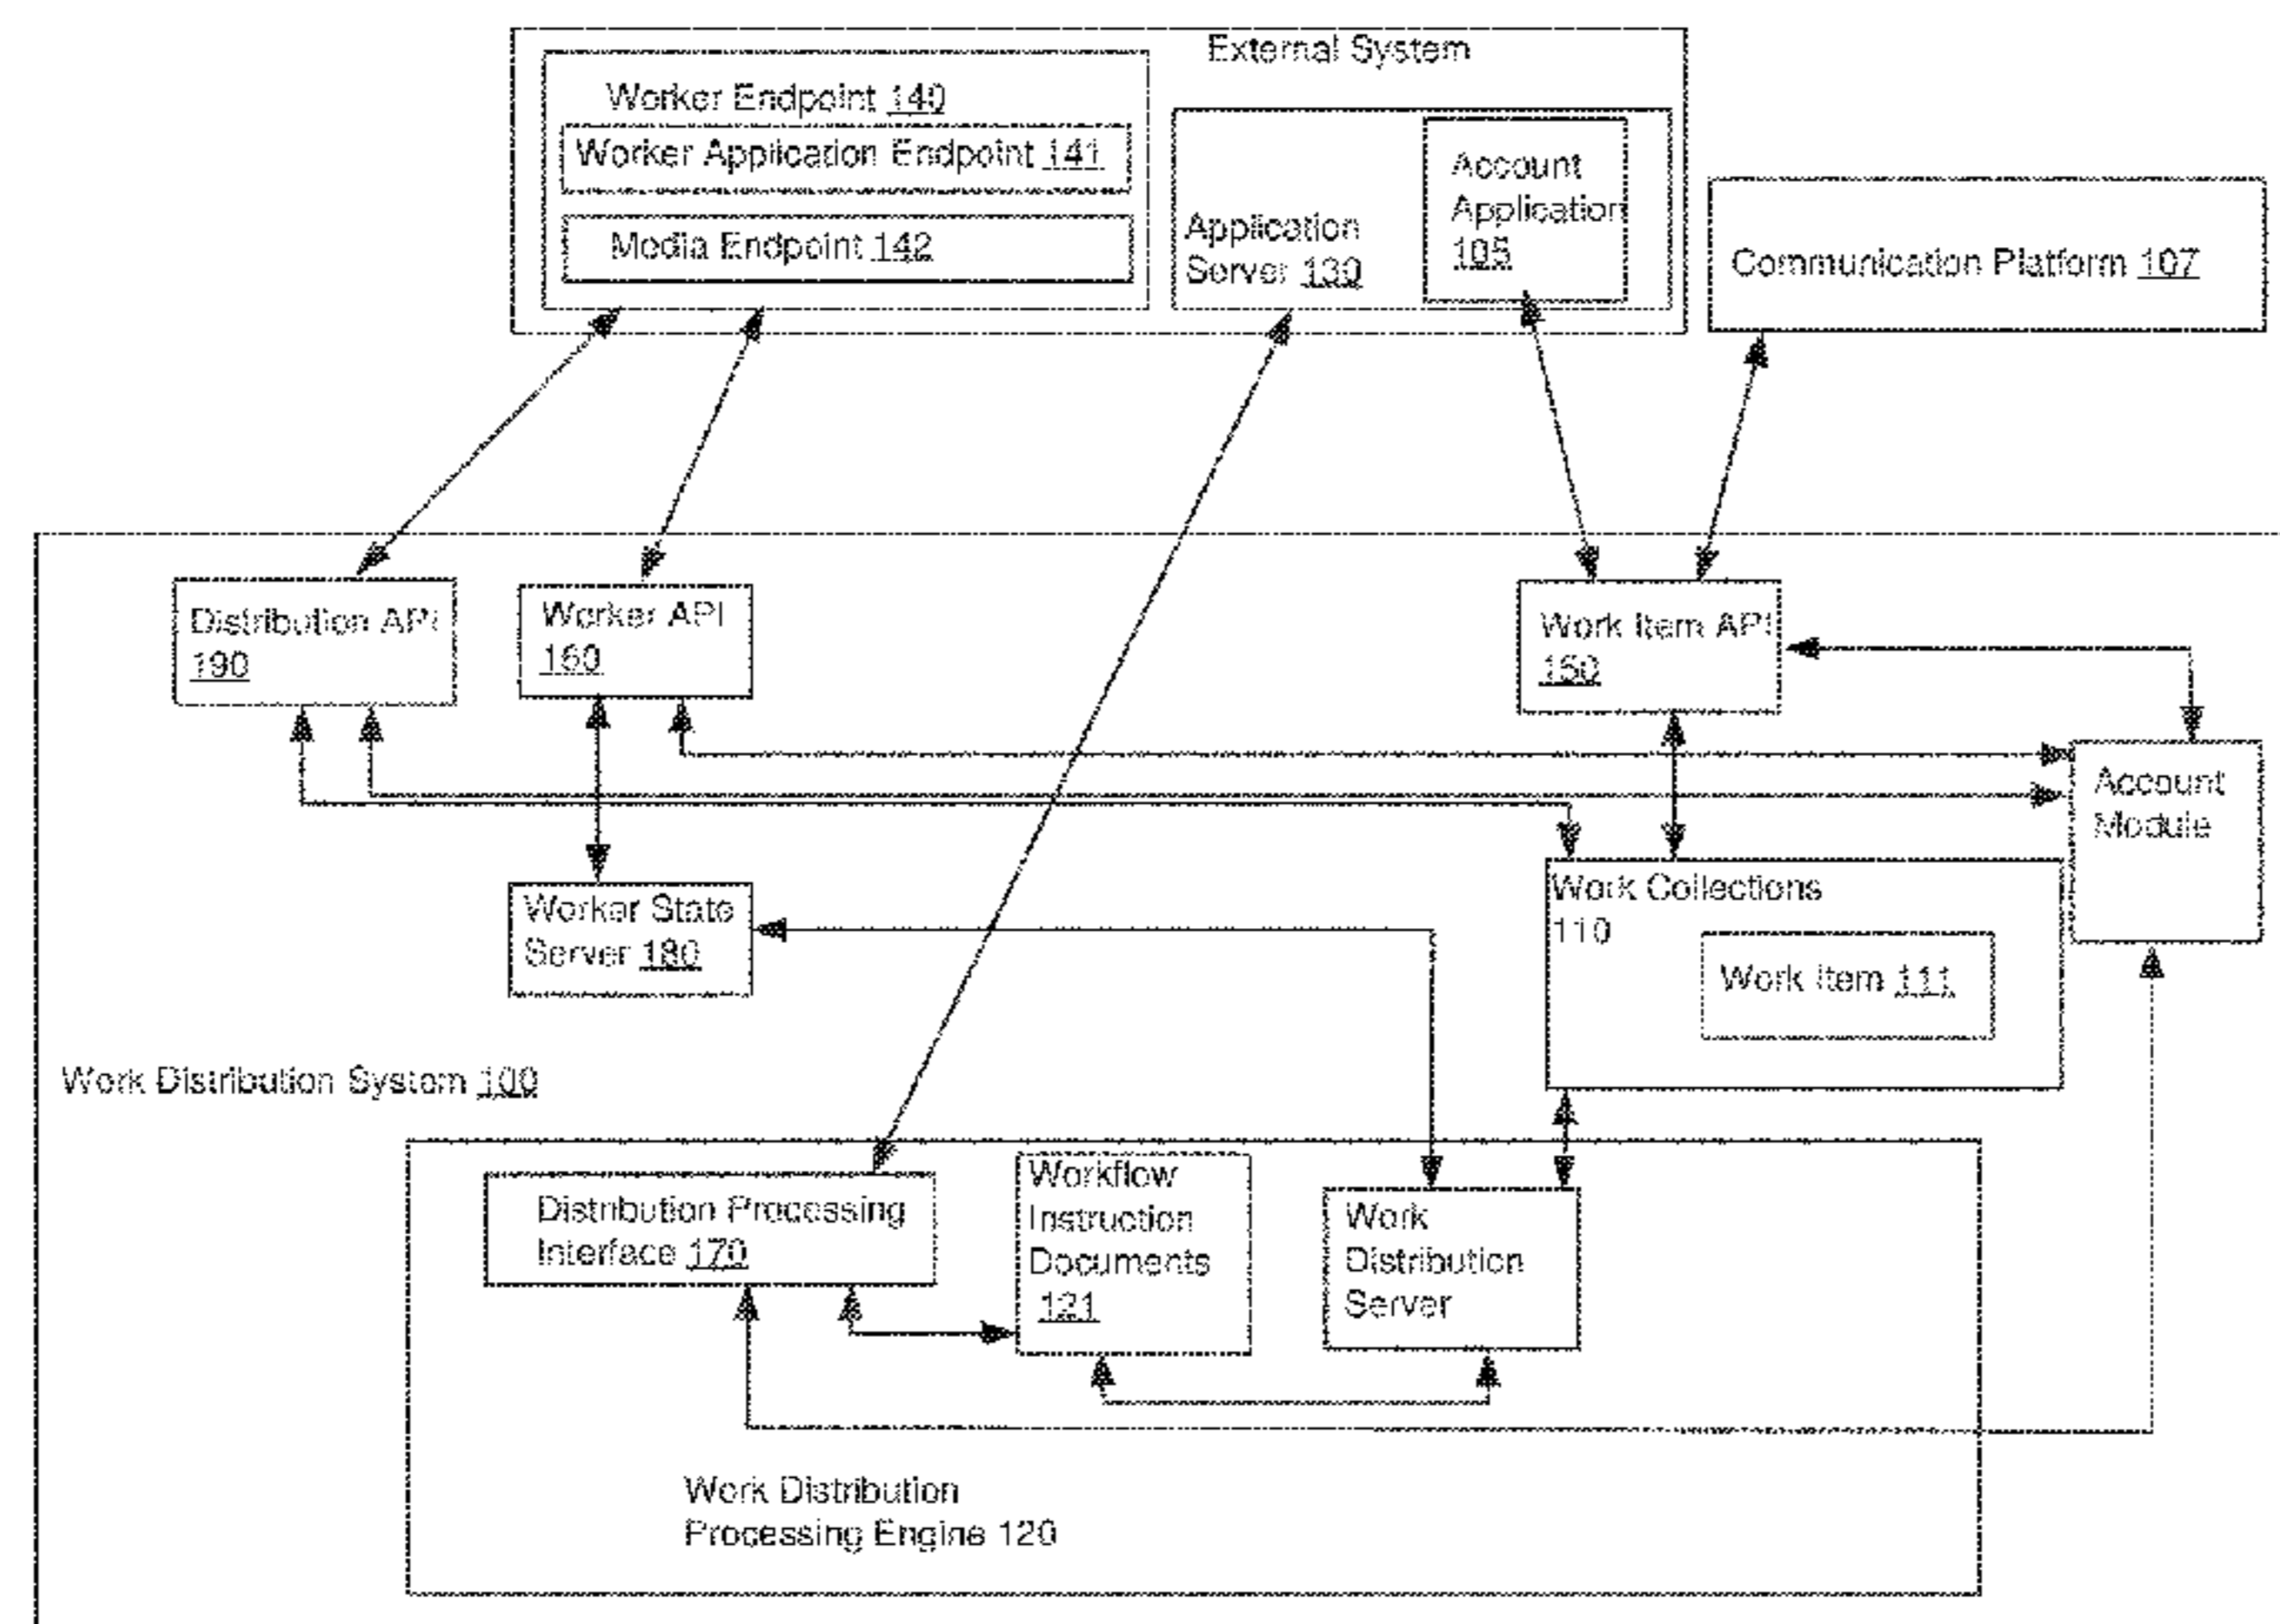 External System
Worker Endpoint 140
Worker Application Endpoint 141
Media Endpoint 142
Account
Application
105
Application
Server 130
Communication Platform 107
Distribution API
190
Worker API
160
Work Item API
150
Account
Module
Worker State
Server 180
Work Collections
110
Work Item 111
Work Distribution System 100
Distribution Processing
Interface 170
Workflow
Instruction
Documents
121
Work
Distribution
Server
Work Distribution
Processing Engine 120